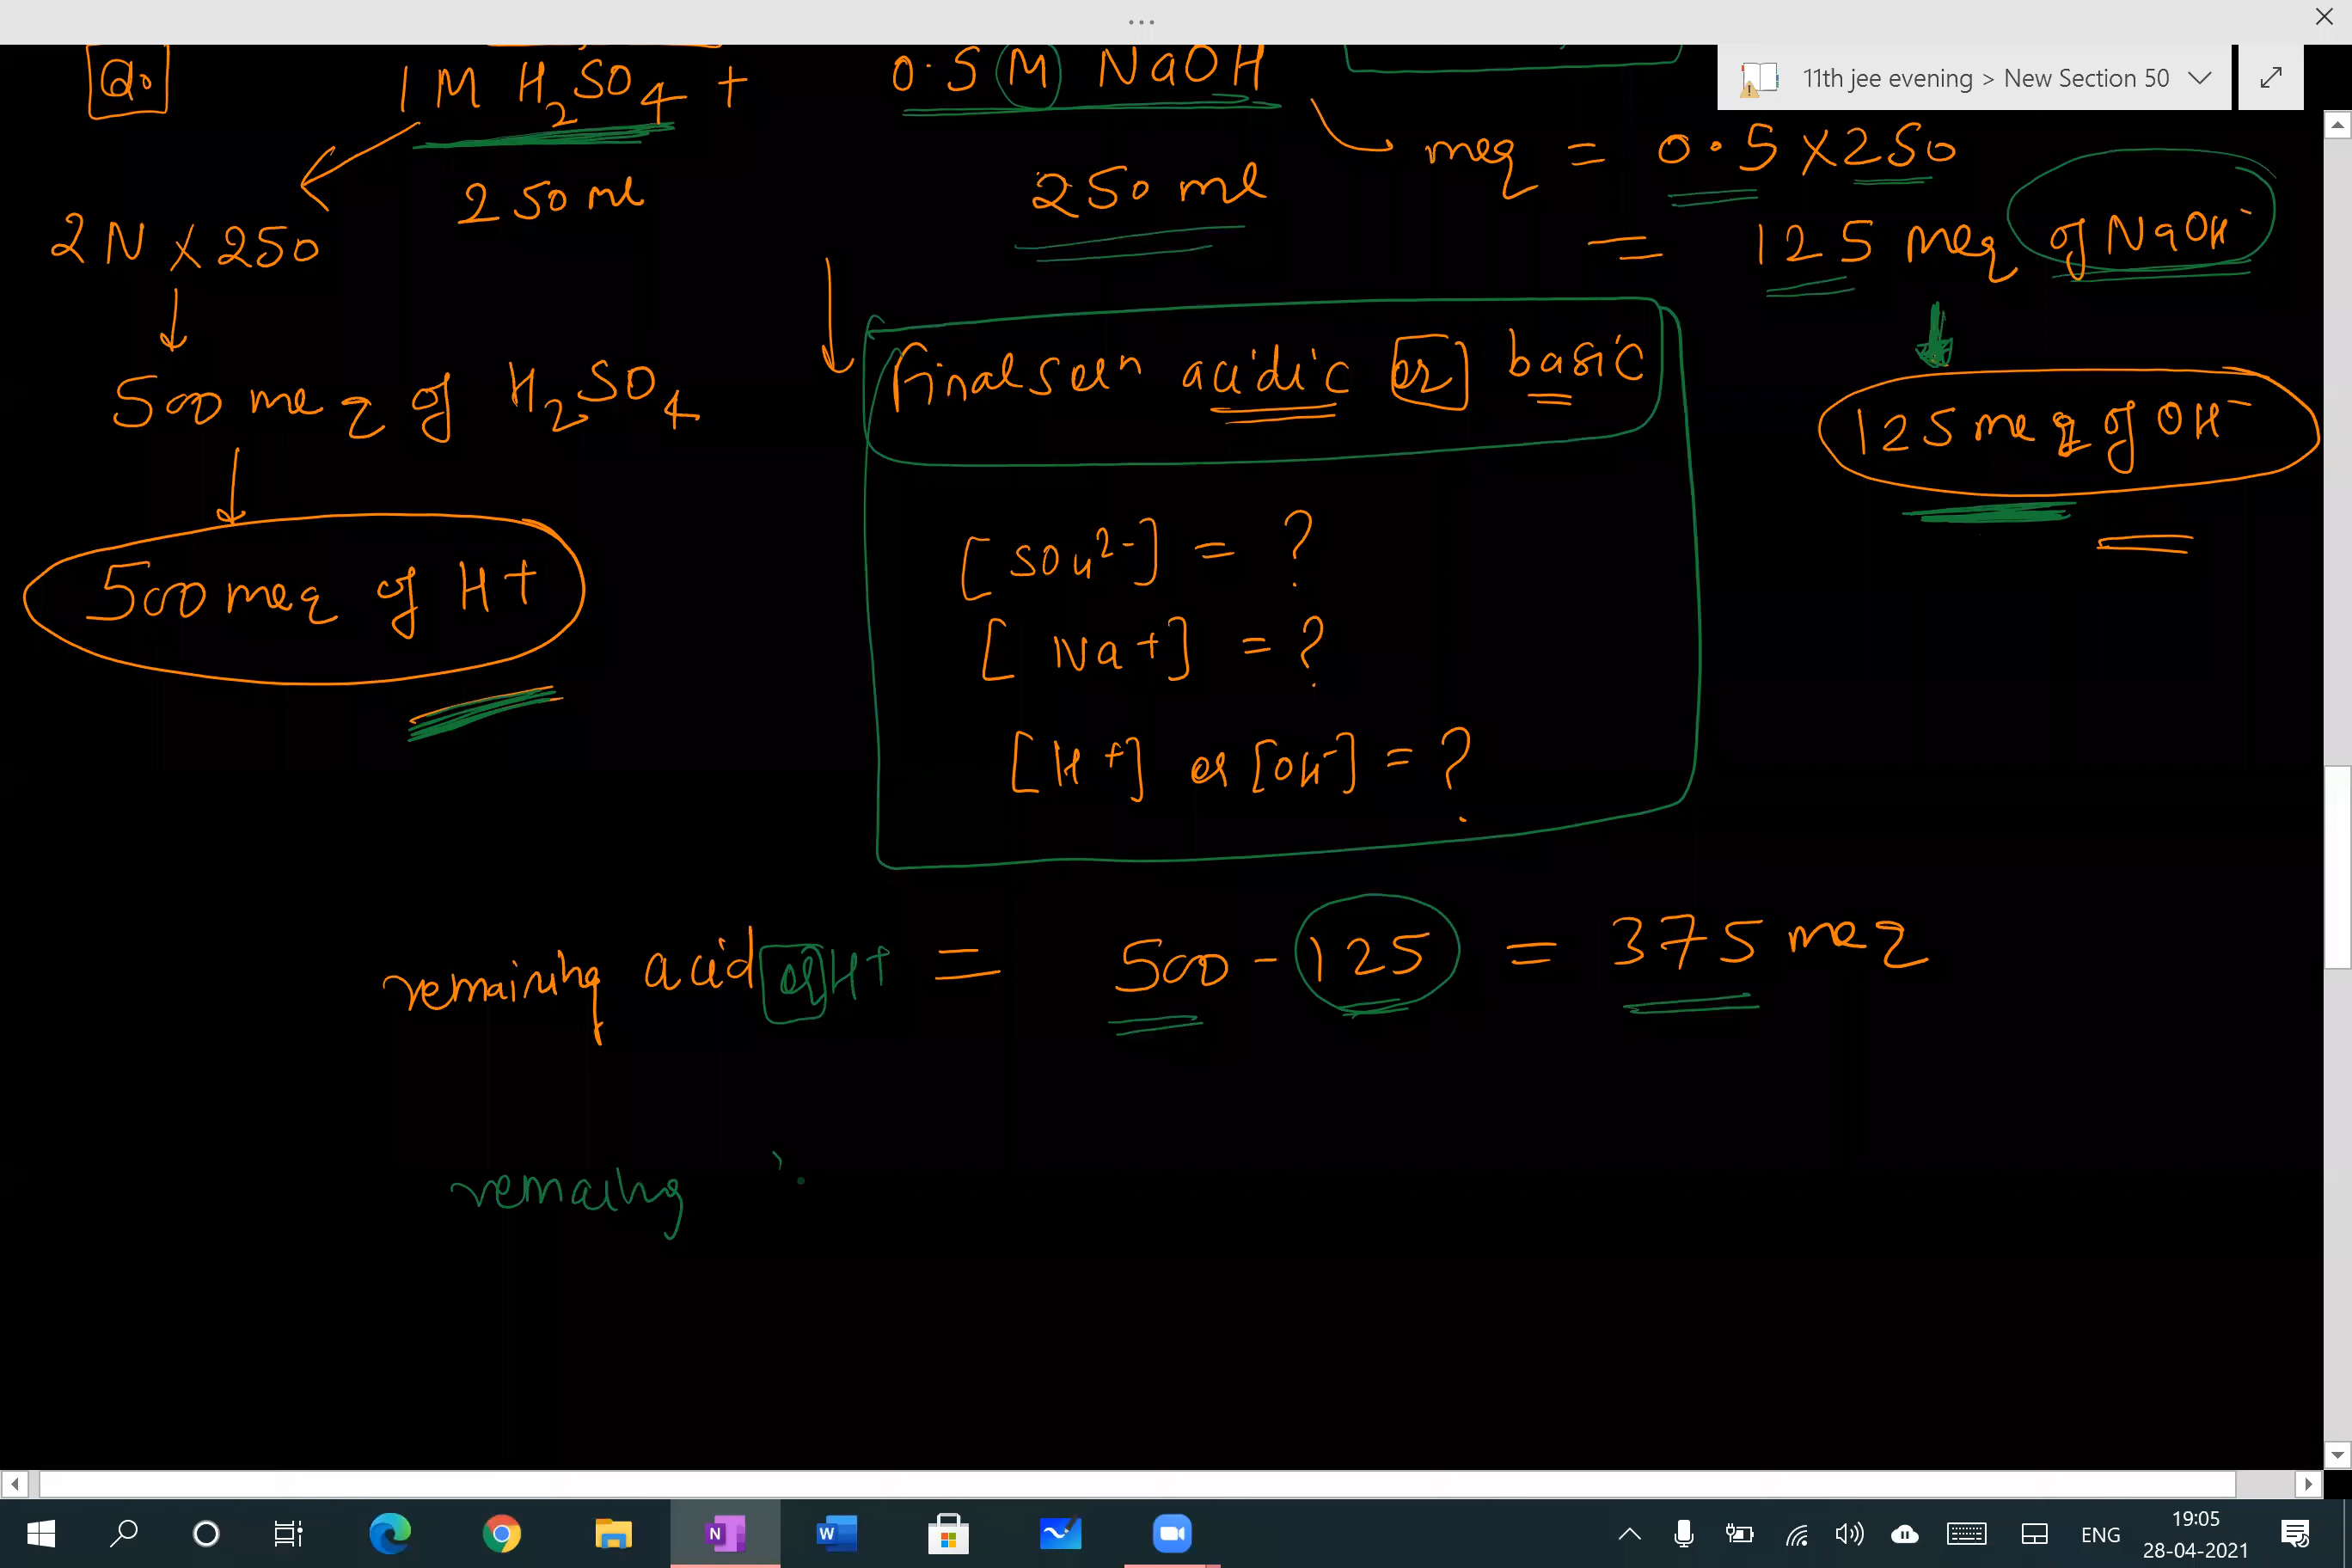 11th jee evening > New Section 50
Q. 1M H₂SO₄ + 0.5 M NaOH
250 ml 250 ml meq = 0.5 × 250
2N × 250 = 125 meq of NaOH⁻
500 meq of H₂SO₄ Final soln acidic or basic 125 meq of OH⁻
[SO₄²⁻] = ?
500 meq of H+
[Na+] = ?
[H+] or [OH⁻] = ?
remaining acid or H+ = 500 - 125 = 375 meq
remaing
ENG
19:05
28-04-2021